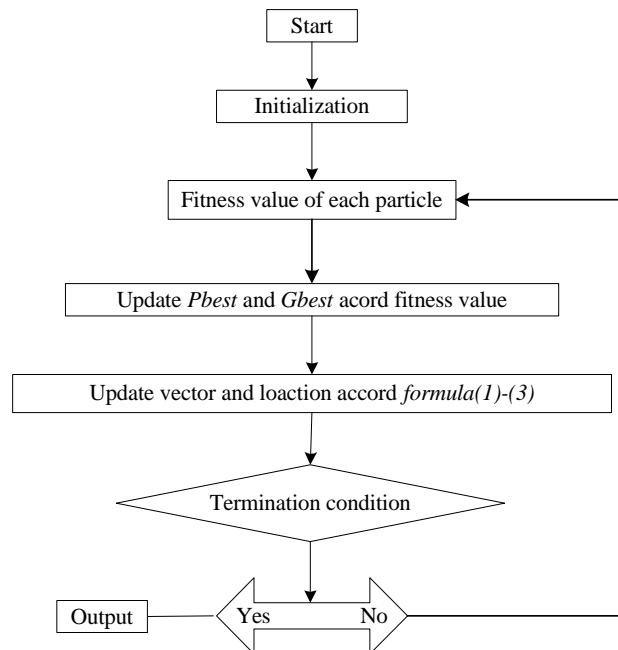 Start
Initialization
Fitness value of each particle
Update Pbest and Gbest acord fitness value
Update vector and loaction accord formula(1)-(3)
Termination condition
Output
Yes
No